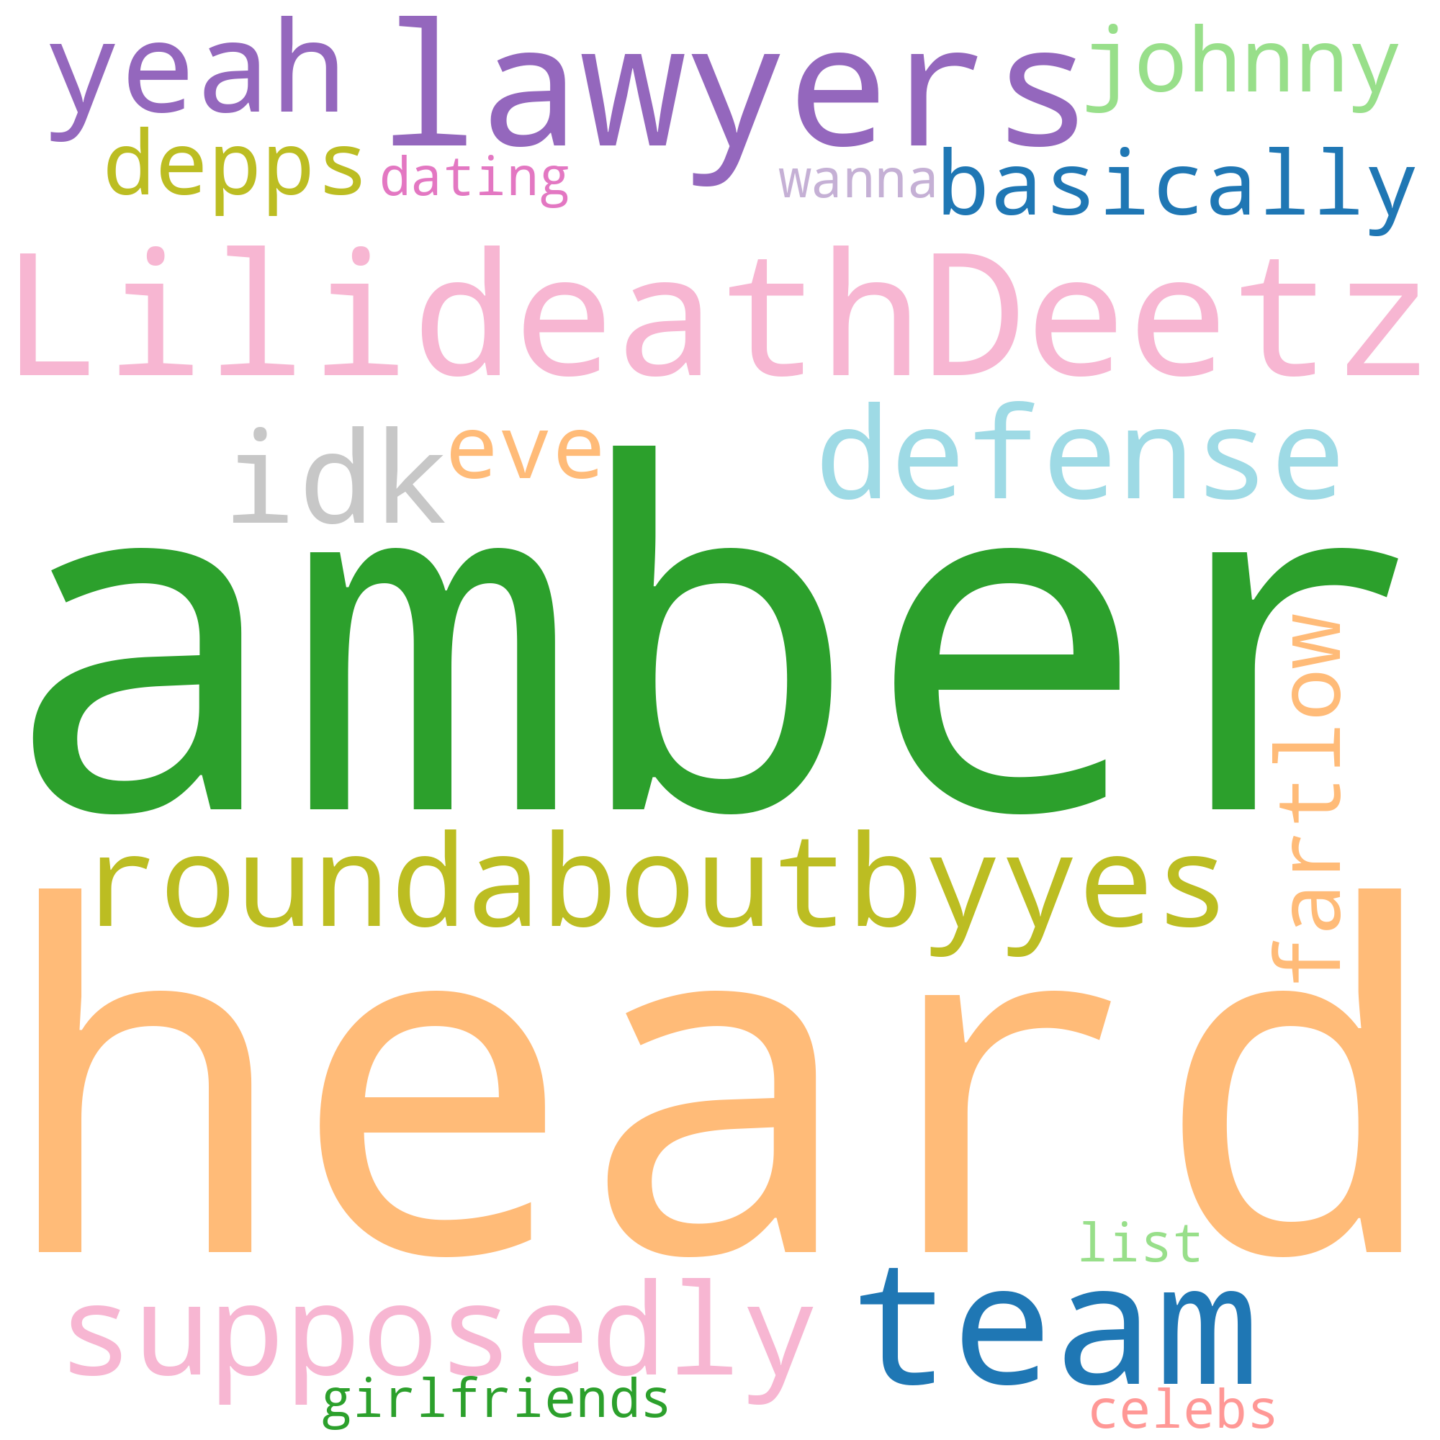 yeah lawyers johnny
depps dating wanna basically
LilideathDeetz
idk eve defense
amber
fartlow
roundaboutbyyes
heard
list
supposedly team
girlfriends celebs